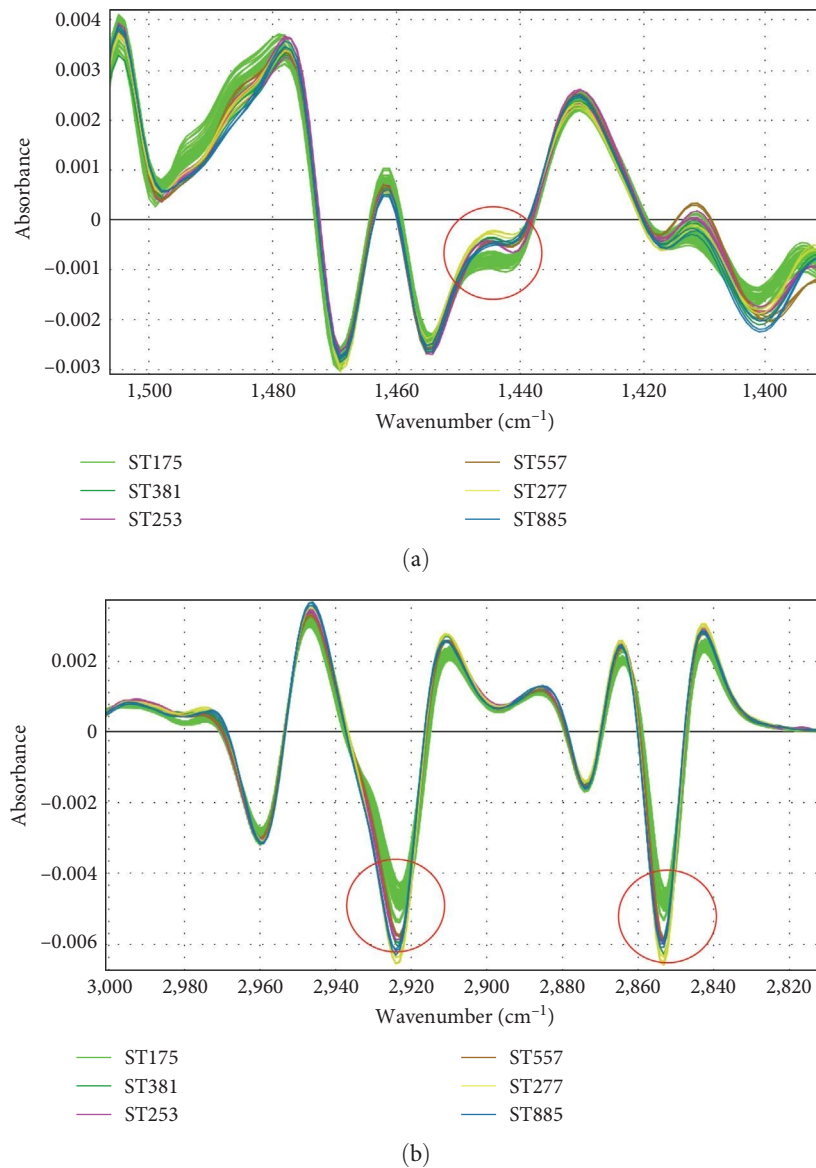 0.004
0.003
0.002
0.001
0
–0.001
–0.002
–0.003
Absorbance
1,500 1,480 1,460 1,440 1,420 1,400
Wavenumber (cm⁻¹)
ST175 ST557
ST381 ST277
ST253 ST885
(a)
0.002
0
–0.002
–0.004
–0.006
Absorbance
3,000 2,980 2,960 2,940 2,920 2,900 2,880 2,860 2,840 2,820
Wavenumber (cm⁻¹)
ST175 ST557
ST381 ST277
ST253 ST885
(b)